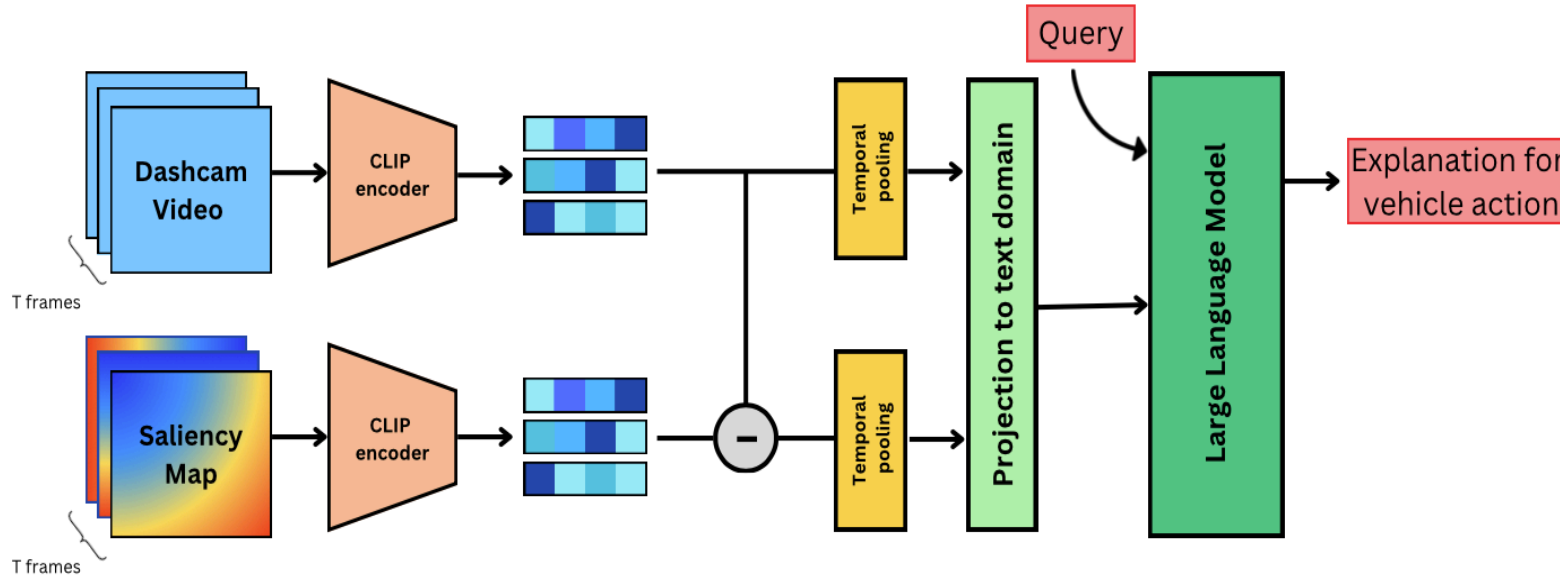 Query
Dashcam
Video
CLIP
encoder
Temporal
pooling
Projection to text domain
Large Language Model
Explanation for
vehicle action
T frames
Saliency
Map
CLIP
encoder
-
Temporal
pooling
T frames